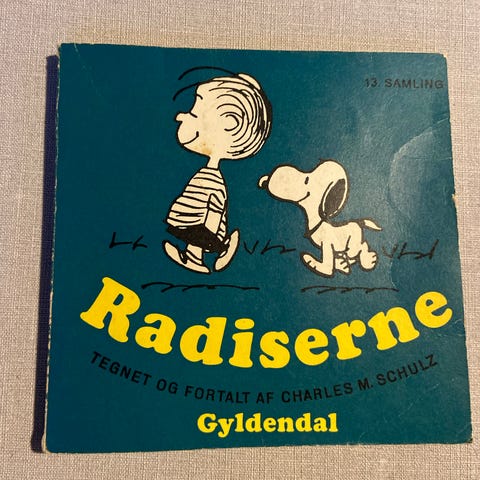 13. SAMLING
Radiserne
TEGNET OG FORTALT AF CHARLES M. SCHULZ
Gyldendal